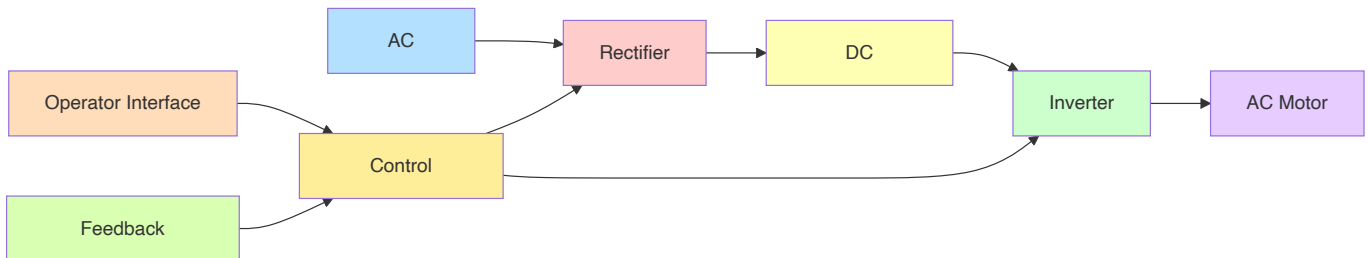 AC
Rectifier
DC
Operator Interface
Inverter
AC Motor
Control
Feedback